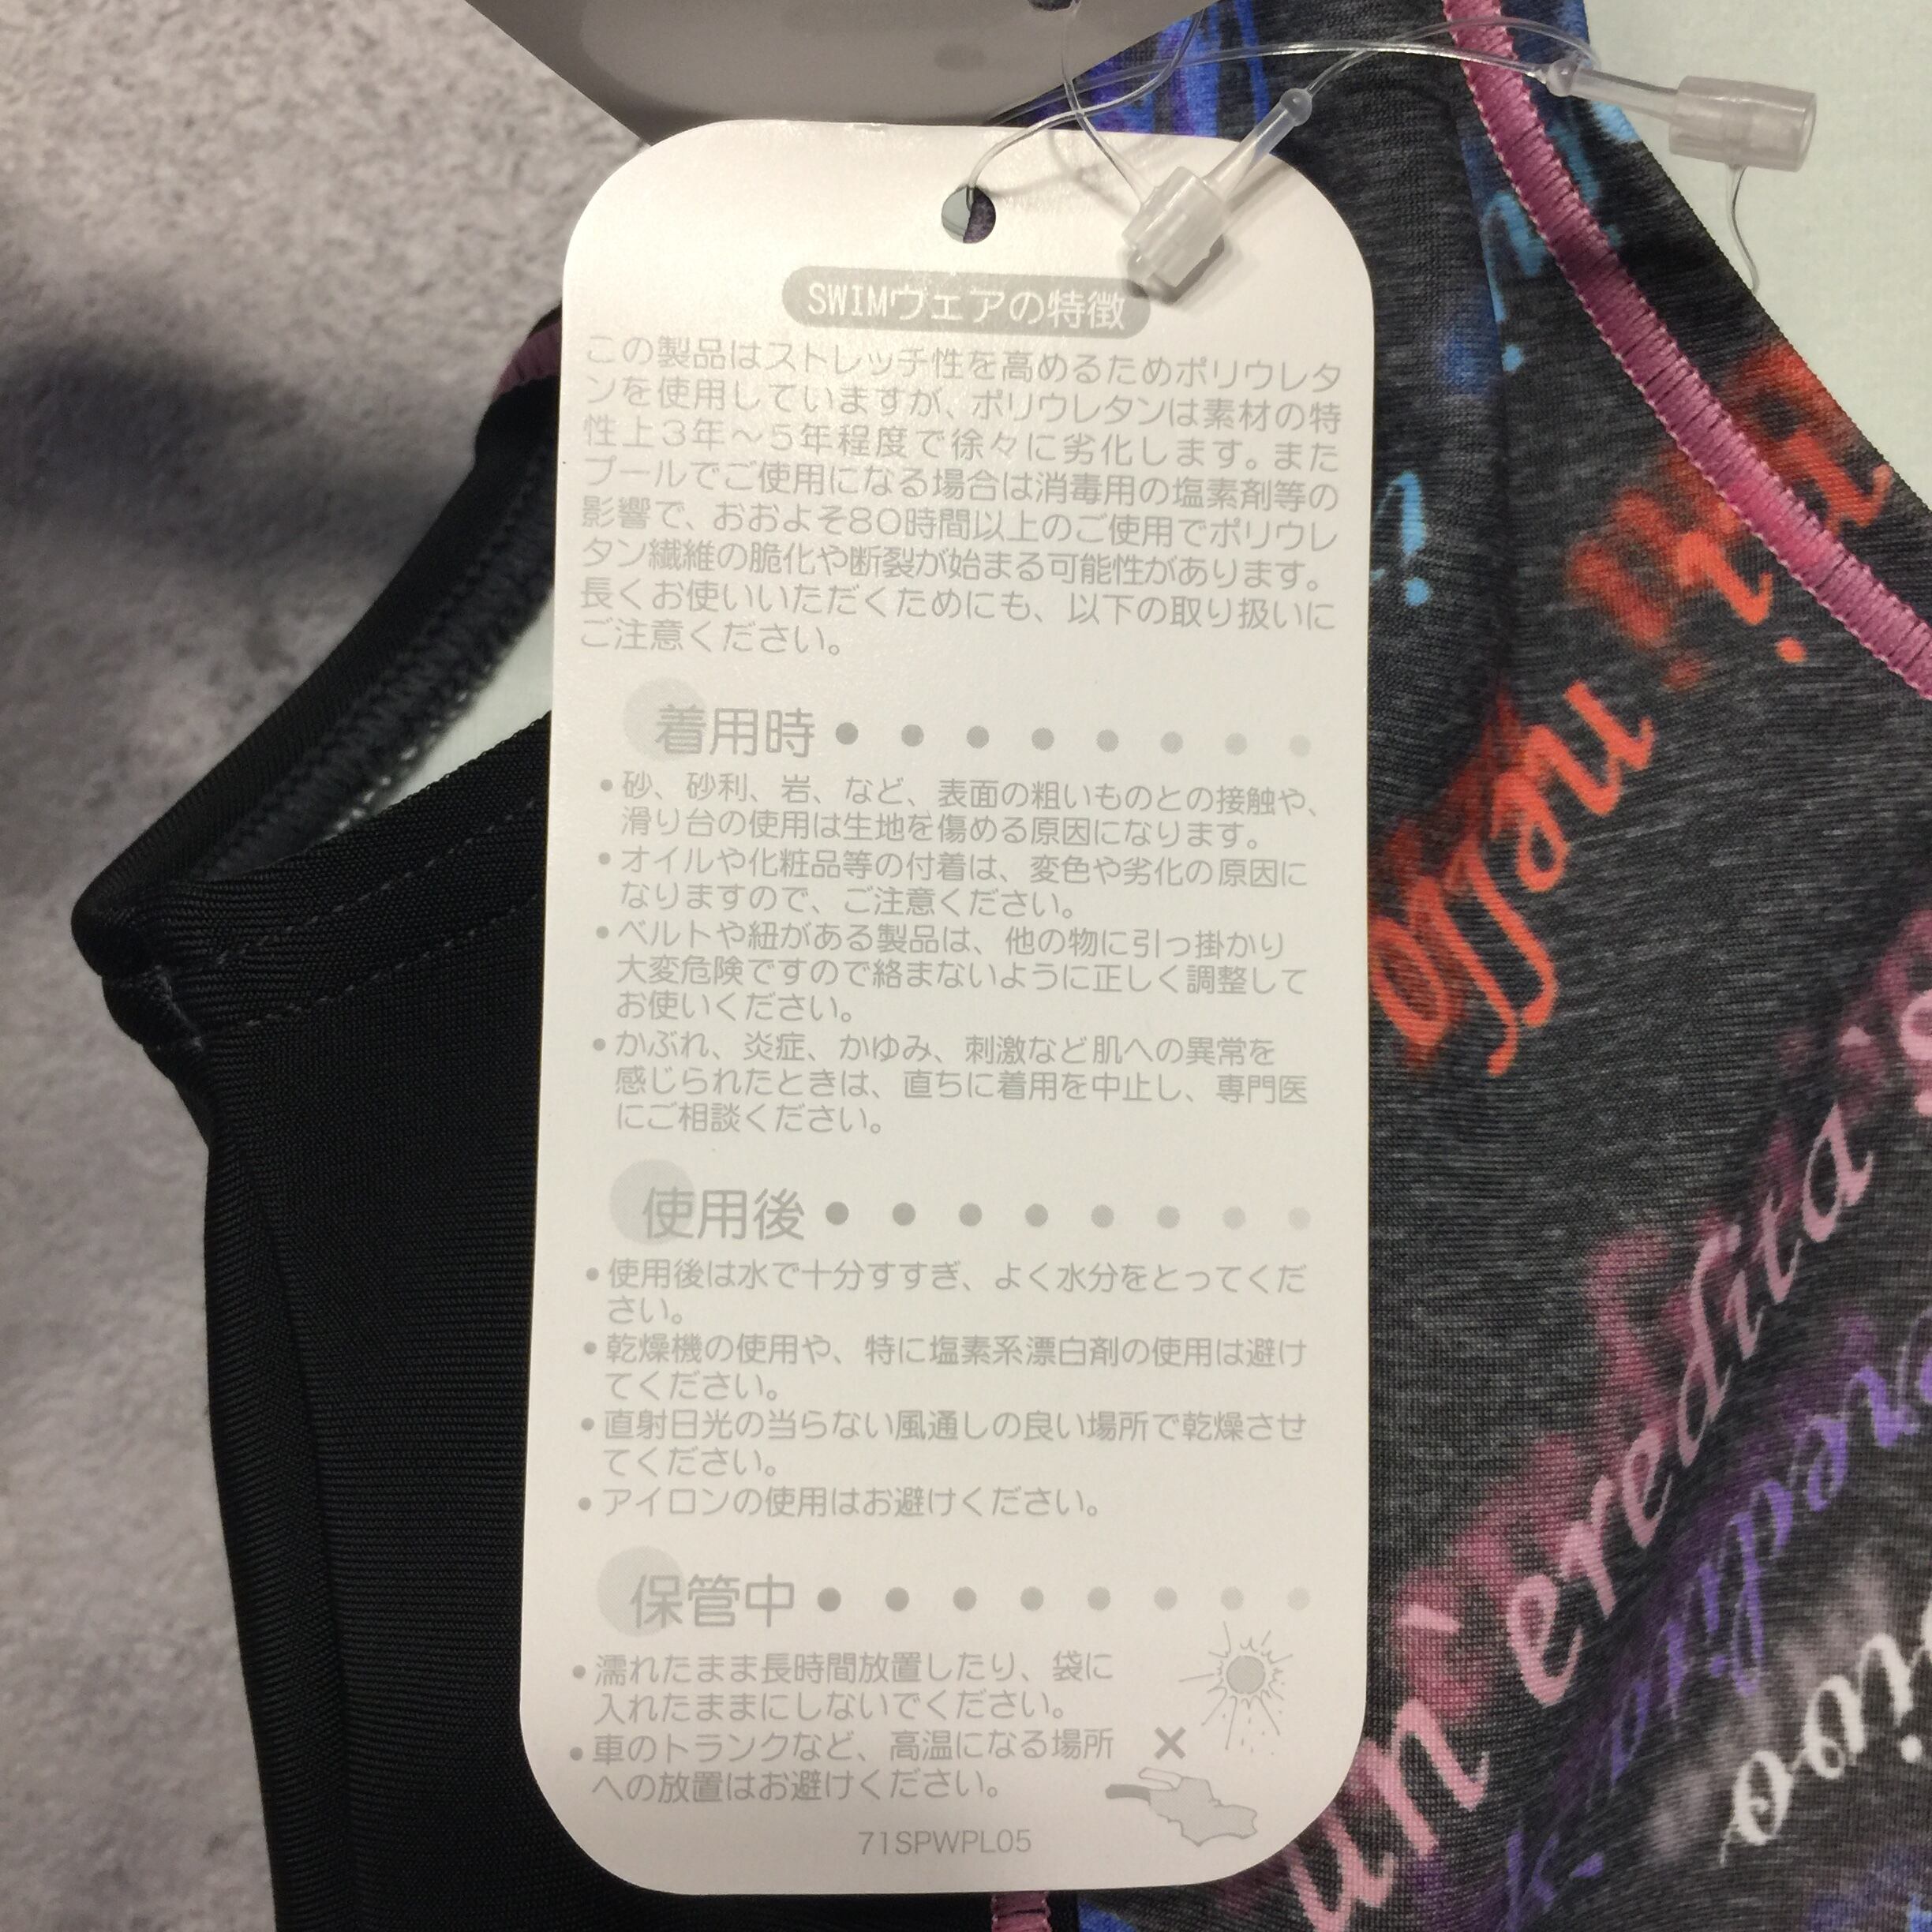 SWIMウェアの特徴
この製品はストレッチ性を高めるためポリウレタ
ンを使用していますが、ポリウレタンは素材の特
性上3年〜5年程度で徐々に劣化します。また
プールでご使用になる場合は消毒用の塩素剤等の
影響で、おおよそ80時間以上のご使用でポリウレ
タン繊維の脆化や断裂が始まる可能性があります。
長くお使いいただくためにも、以下の取り扱いに
ご注意ください。
着用時
•砂、砂利、岩、など、表面の粗いものとの接触や、
滑り台の使用は生地を傷める原因になります。
•オイルや化粧品等の付着は、変色や劣化の原因に
なりますので、ご注意ください。
•ベルトや紐がある製品は、他の物に引っ掛かり
大変危険ですので絡まないように正しく調整して
お使いください。
•かぶれ、炎症、かゆみ、刺激など肌への異常を
感じられたときは、直ちに着用を中止し、専門医
にご相談ください。
使用後
•使用後は水で十分すすぎ、よく水分をとってくだ
さい。
•乾燥機の使用や、特に塩素系漂白剤の使用は避け
てください。
•直射日光の当らない風通しの良い場所で乾燥させ
てください。
•アイロンの使用はお避けください。
保管中
•濡れたまま長時間放置したり、袋に
入れたままにしないでください。
•車のトランクなど、高温になる場所
への放置はお避けください。
71SPWPL05
un'eredita